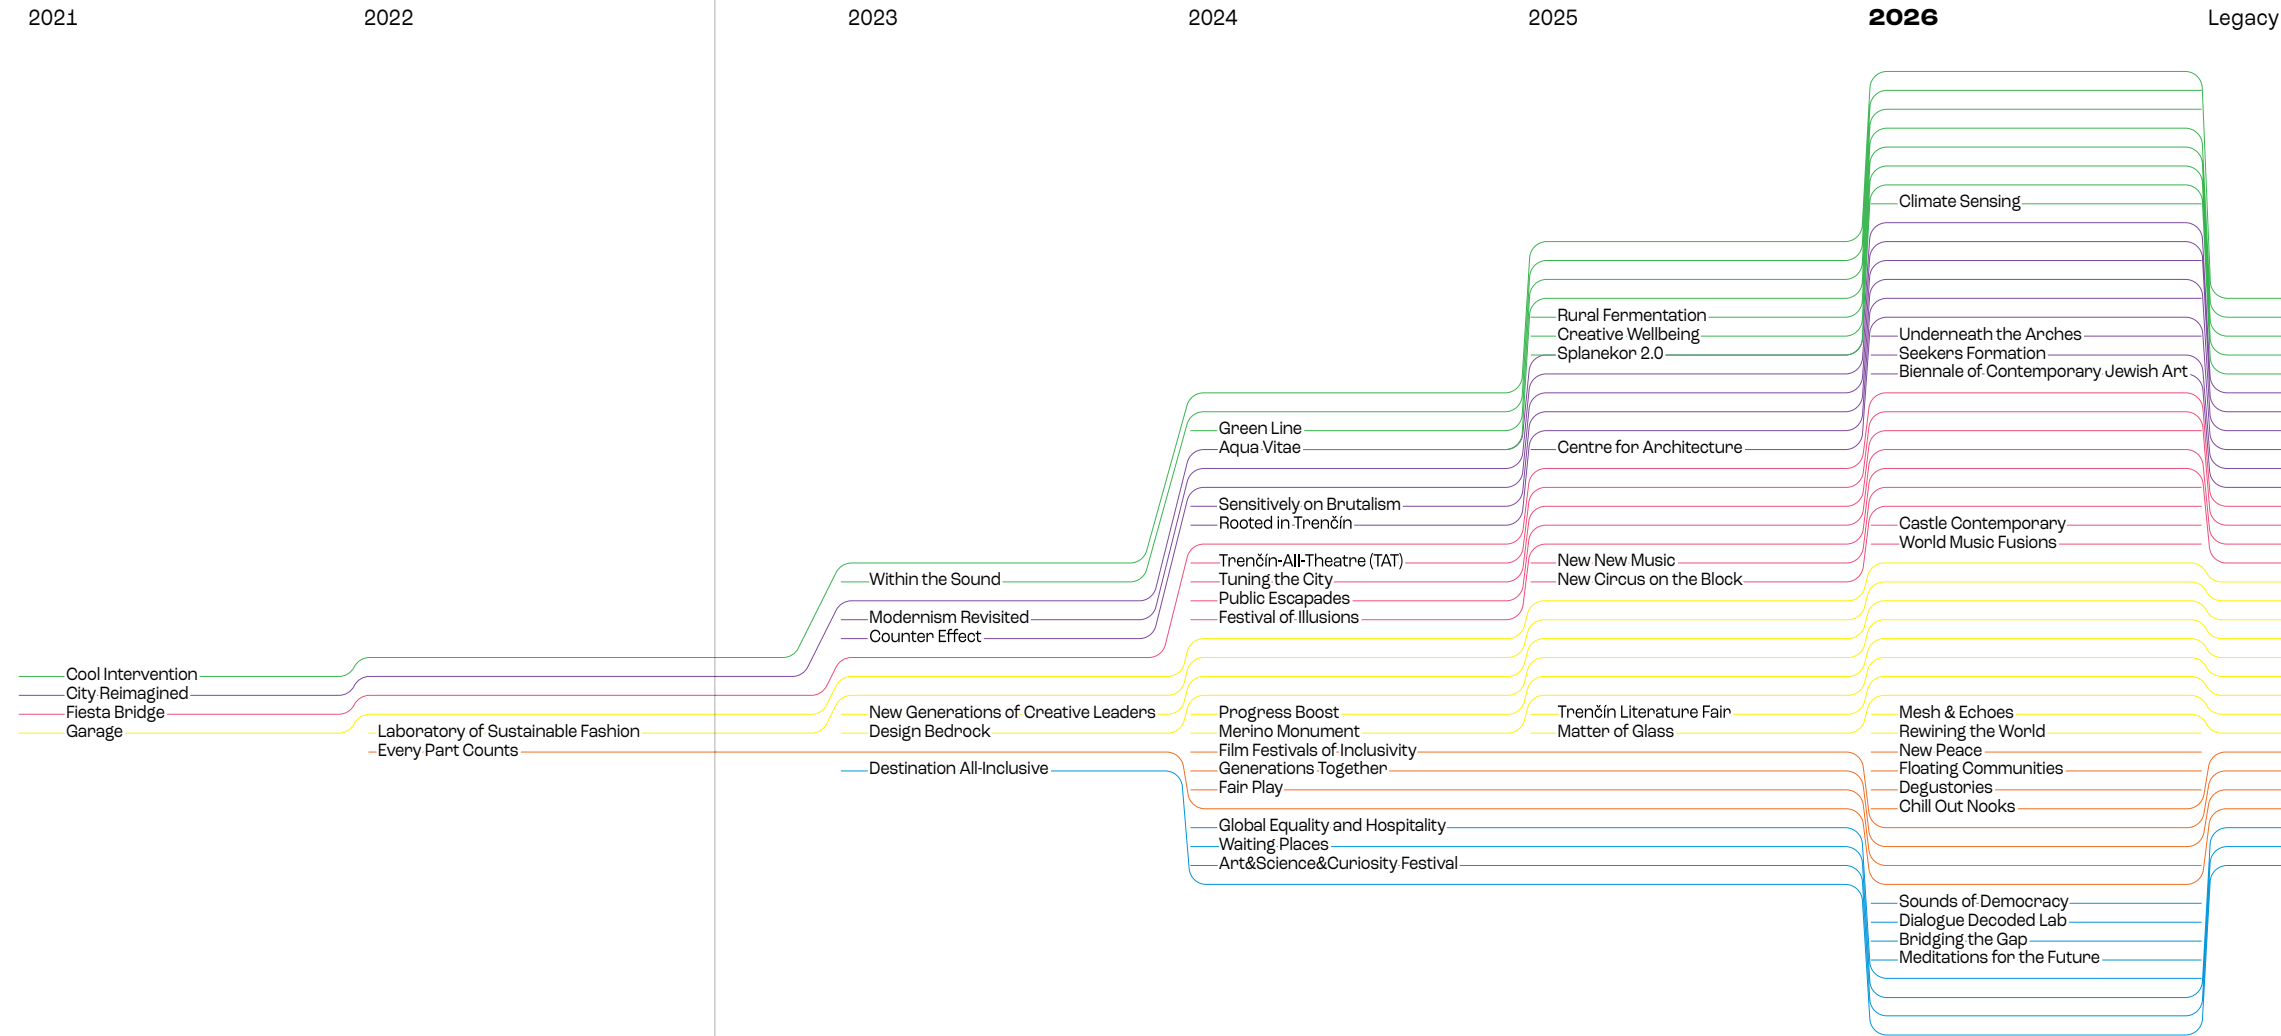 2021
2022
2023
2024
2025
2026
Legacy
Cool Intervention
City Reimagined
Fiesta Bridge
Garage
Laboratory of Sustainable Fashion
Every Part Counts
Within the Sound
Modernism Revisited
Counter Effect
New Generations of Creative Leaders
Design Bedrock
Destination All-Inclusive
Green Line
Aqua Vitae
Sensitively on Brutalism
Rooted in Trenčín
Trenčín-All-Theatre (TAT)
Tuning the City
Public Escapades
Festival of Illusions
Progress Boost
Merino Monument
Film Festivals of Inclusivity
Generations Together
Fair Play
Global Equality and Hospitality
Waiting Places
Art&Science&Curiosity Festival
Rural Fermentation
Creative Wellbeing
Splanekor 2.0
Centre for Architecture
New New Music
New Circus on the Block
Trenčín Literature Fair
Matter of Glass
Climate Sensing
Underneath the Arches
Seekers Formation
Biennale of Contemporary Jewish Art
Castle Contemporary
World Music Fusions
Mesh & Echoes
Rewiring the World
New Peace
Floating Communities
Degustories
Chill Out Nooks
Sounds of Democracy
Dialogue Decoded Lab
Bridging the Gap
Meditations for the Future